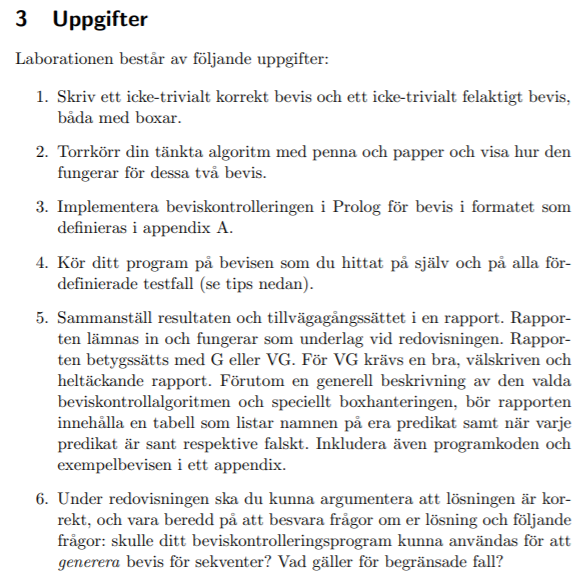 3 Uppgifter
Laborationen består av följande uppgifter:
1. Skriv ett icke-trivialt korrekt bevis och ett icke-trivialt felaktigt bevis,
båda med boxar.
2. Torrkör din tänkta algoritm med penna och papper och visa hur den
fungerar för dessa två bevis.
3. Implementera beviskontrolleringen i Prolog för bevis i formatet som
definieras i appendix A.
4. Kör ditt program på bevisen som du hittat på själv och på alla för-
definierade testfall (se tips nedan).
5. Sammanställ resultaten och tillvägagångssättet i en rapport. Rappor-
ten lämnas in och fungerar som underlag vid redovisningen. Rappor-
ten betygssätts med G eller VG. För VG krävs en bra, välskriven och
heltäckande rapport. Förutom en generell beskrivning av den valda
beviskontrollalgoritmen och speciellt boxhanteringen, bör rapporten
innehålla en tabell som listar namnen på era predikat samt när varje
predikat är sant respektive falskt. Inkludera även programkoden och
exempelbevisen i ett appendix.
6. Under redovisningen ska du kunna argumentera att lösningen är kor-
rekt, och vara beredd på att besvara frågor om er lösning och följande
frågor: skulle ditt beviskontrolleringsprogram kunna användas för att
generera bevis för sekventer? Vad gäller för begränsade fall?